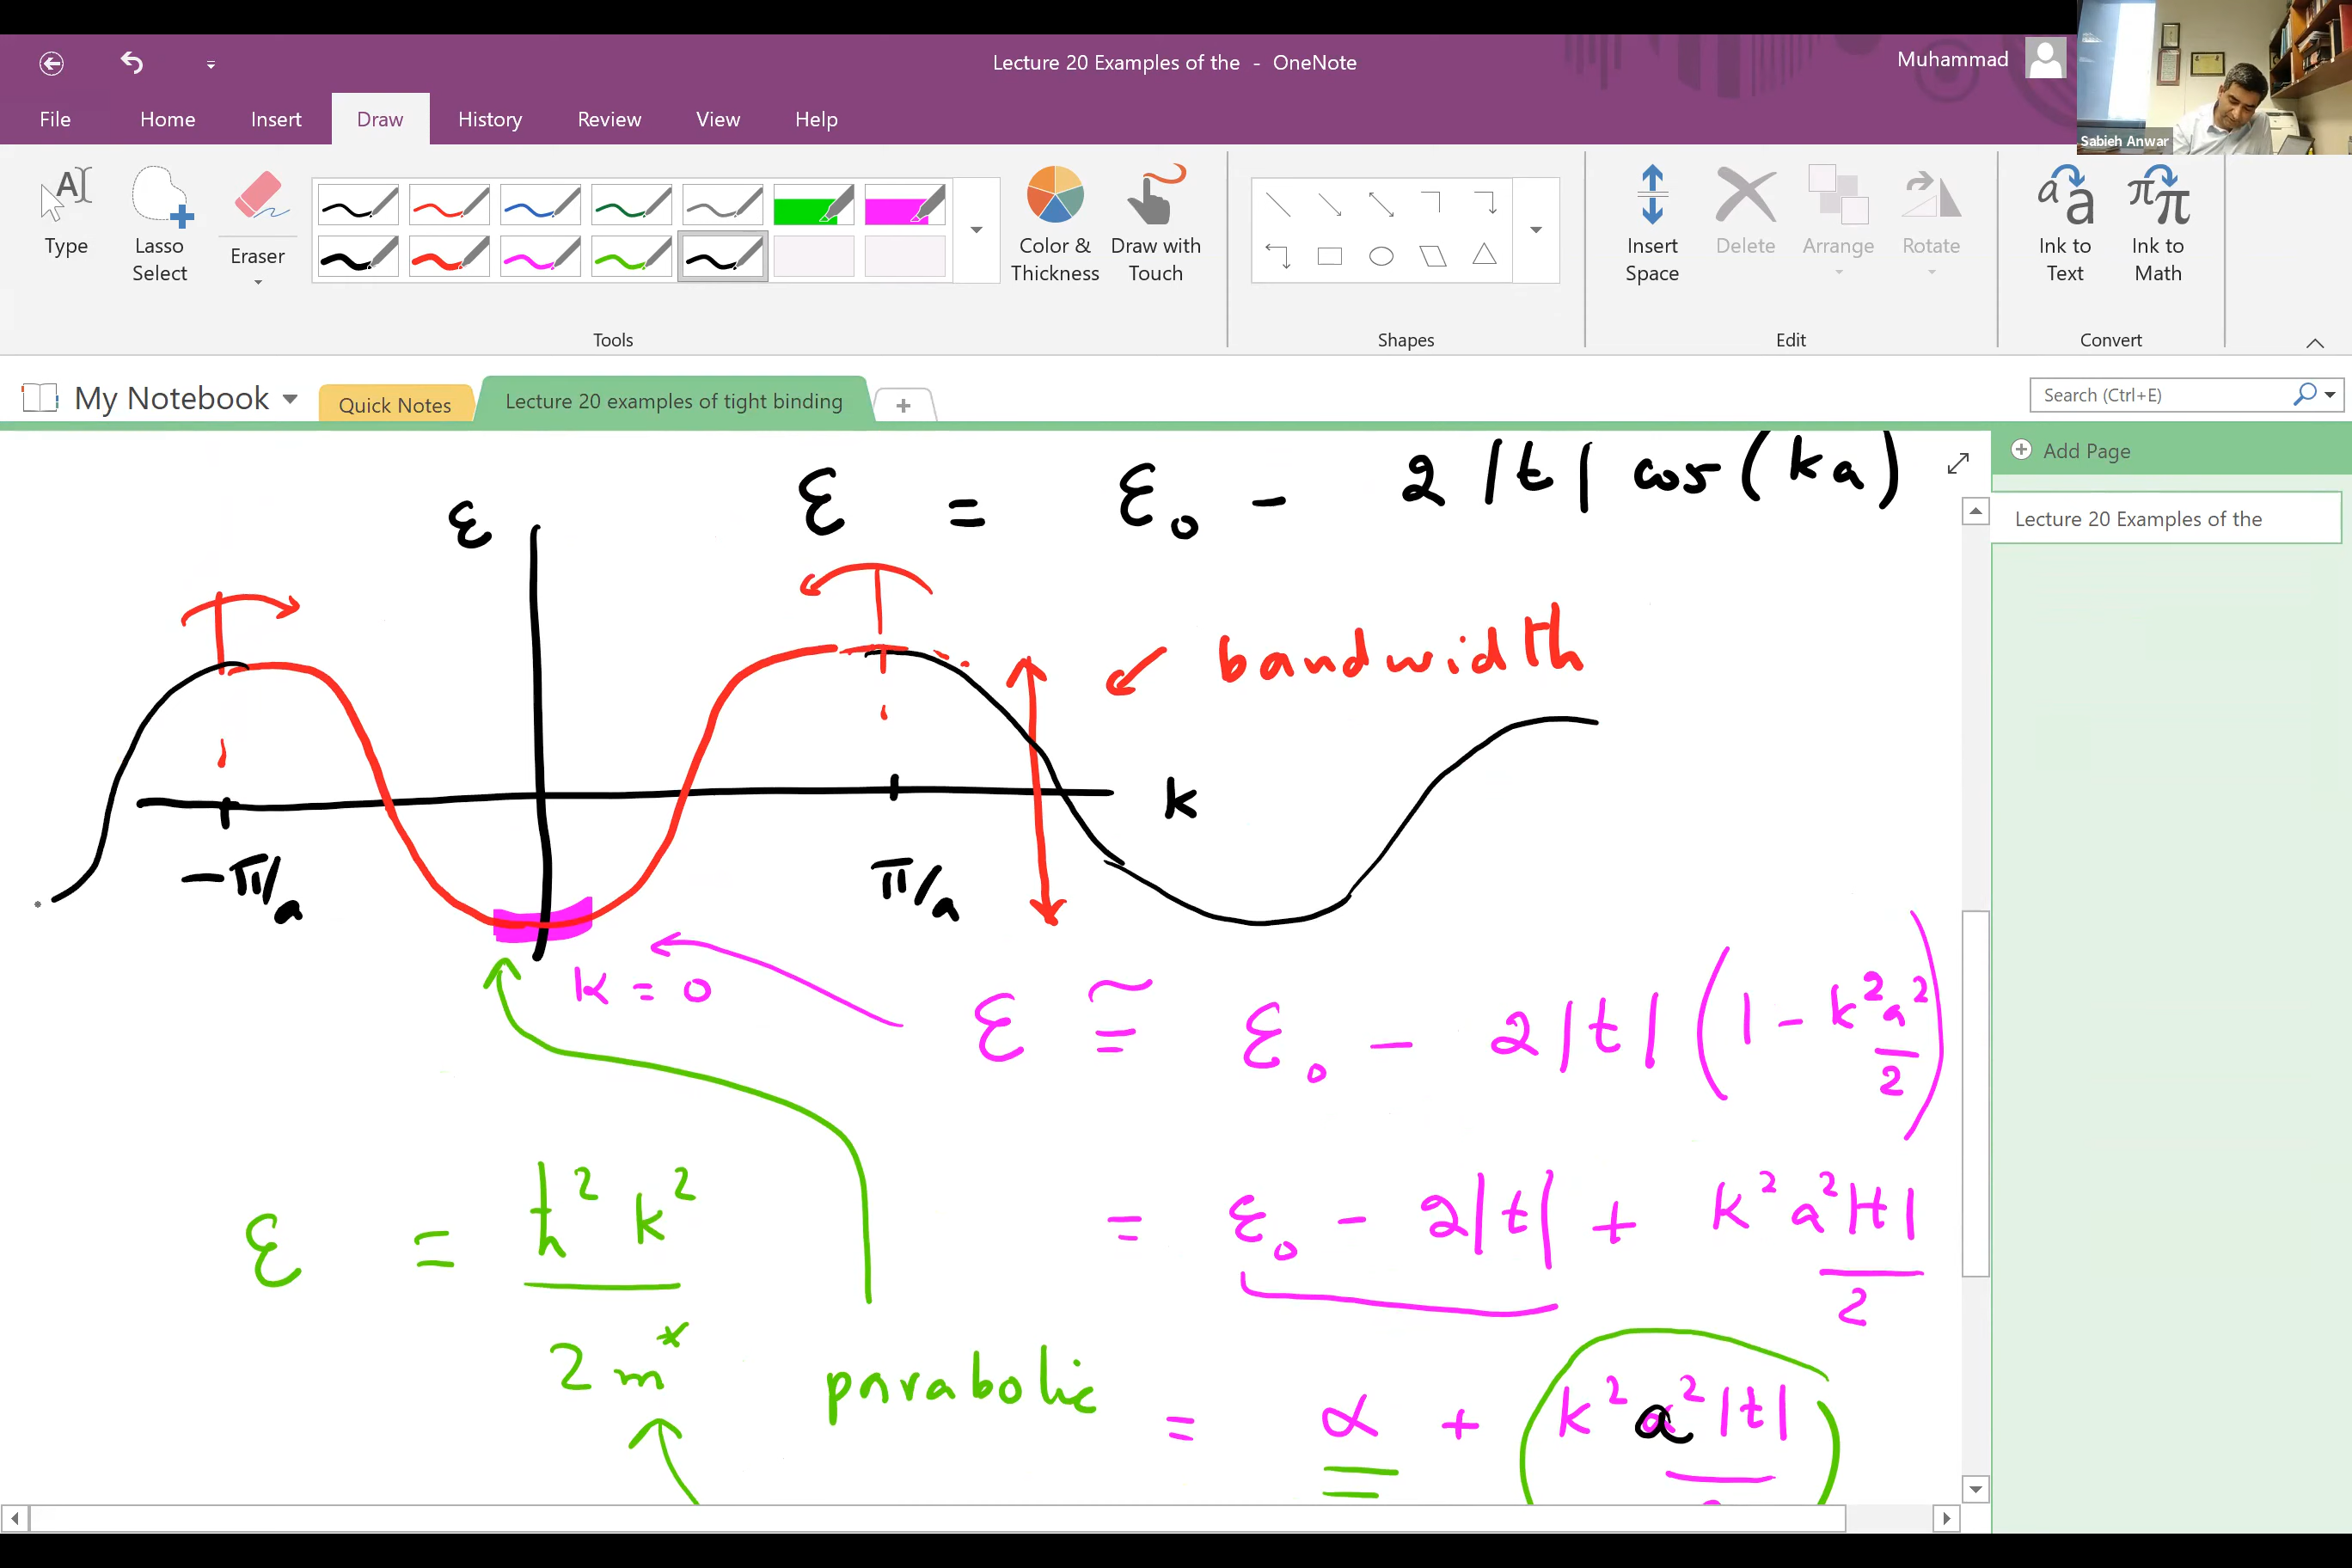 Lecture 20 Examples of the - OneNote
Muhammad
Sabieh Anwar
File Home Insert Draw History Review View Help
Type
Lasso Select
Eraser
Color & Thickness
Draw with Touch
Insert Space
Delete
Arrange
Rotate
Ink to Text
Ink to Math
Tools
Shapes
Edit
Convert
My Notebook
Quick Notes
Lecture 20 examples of tight binding
Search (Ctrl+E)
Add Page
Lecture 20 Examples of the
ε = ε₀ - 2|t| cos(ka)
ε
bandwidth
k
-π/a
π/a
k = 0
ε ≅ ε₀ - 2|t| (1 - k²a²/2)
= ε₀ - 2|t| + k²a²|t|/2
ε = ħ²k²/2m*
parabolic
= α + k²a²|t|